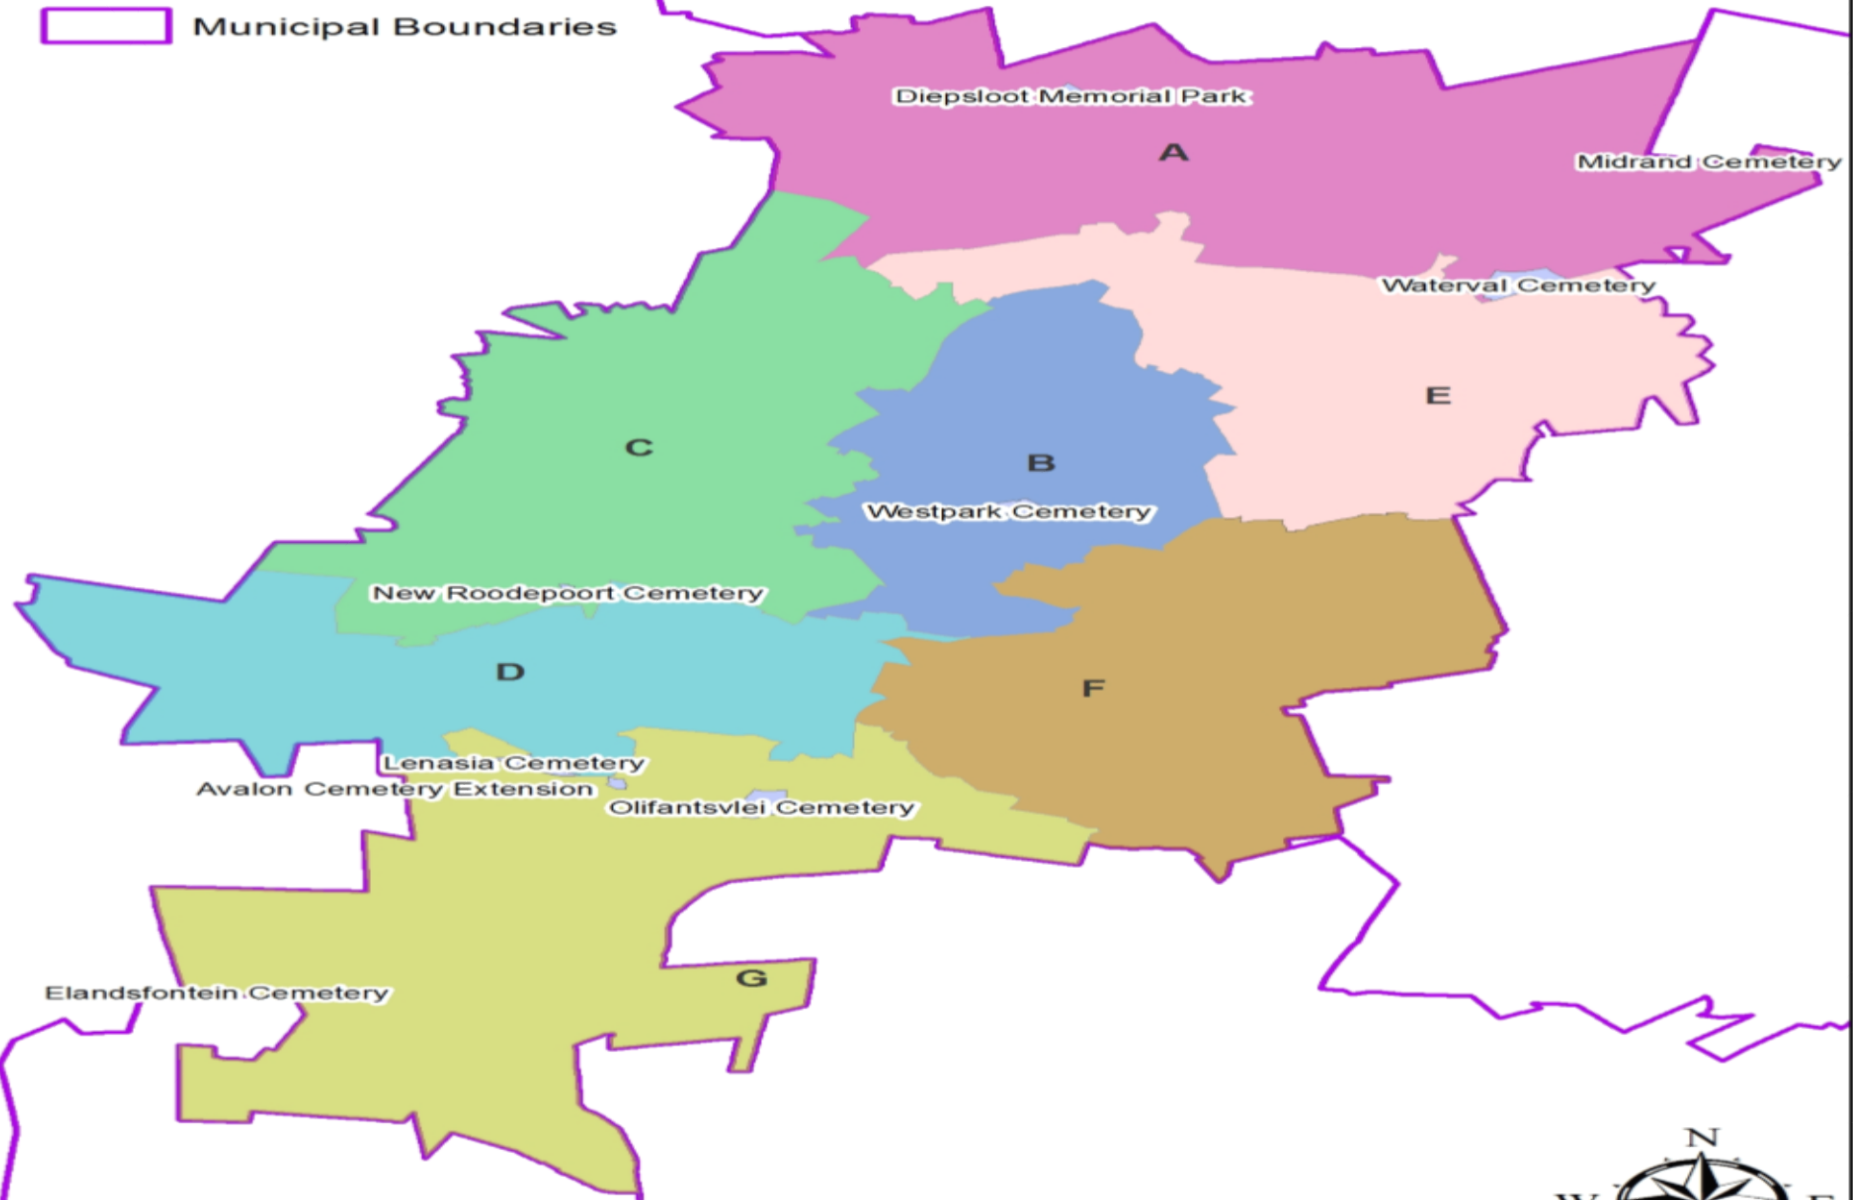 Municipal Boundaries
Diepsloot Memorial Park
A
Midrand Cemetery
Waterval Cemetery
E
C
B
Westpark Cemetery
New Roodepoort Cemetery
D
F
Lenasia Cemetery
Avalon Cemetery Extension
Olifantsvlei Cemetery
G
Elandsfontein Cemetery
N
W E